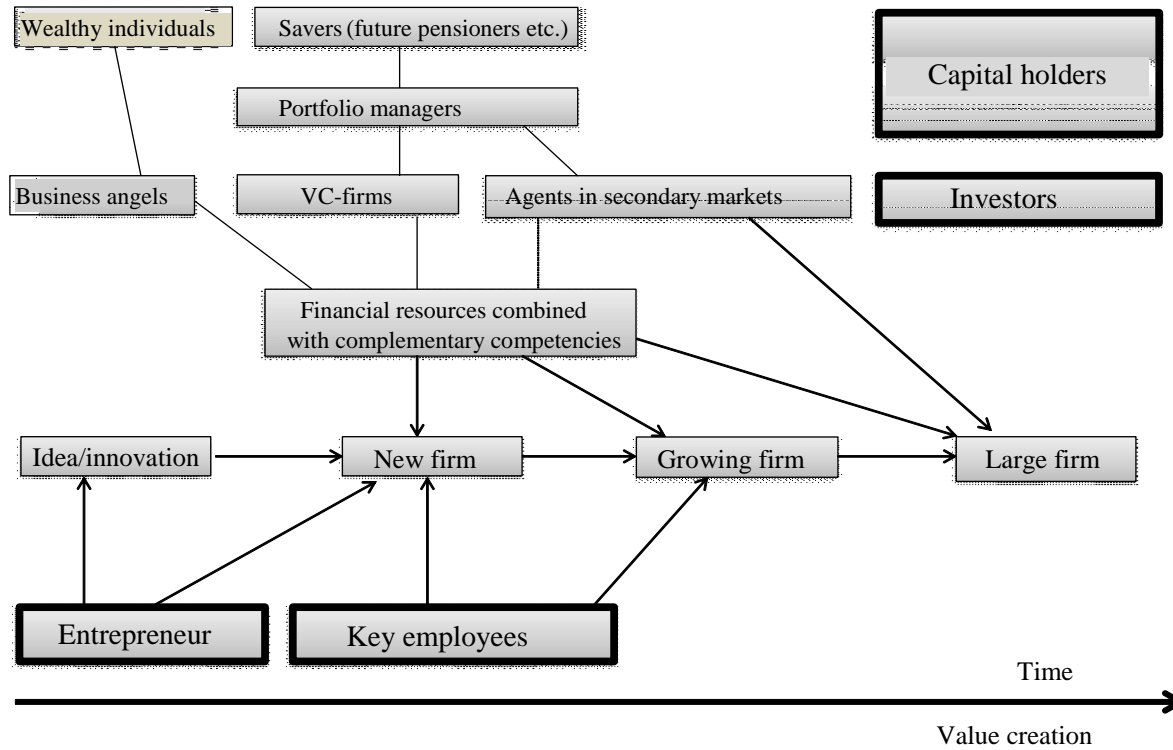 Wealthy individuals
Savers (future pensioners etc.)
Capital holders
Portfolio managers
Business angels
VC-firms
Agents in secondary markets
Investors
Financial resources combined
with complementary competencies
Idea/innovation
New firm
Growing firm
Large firm
Entrepreneur
Key employees
Time
Value creation